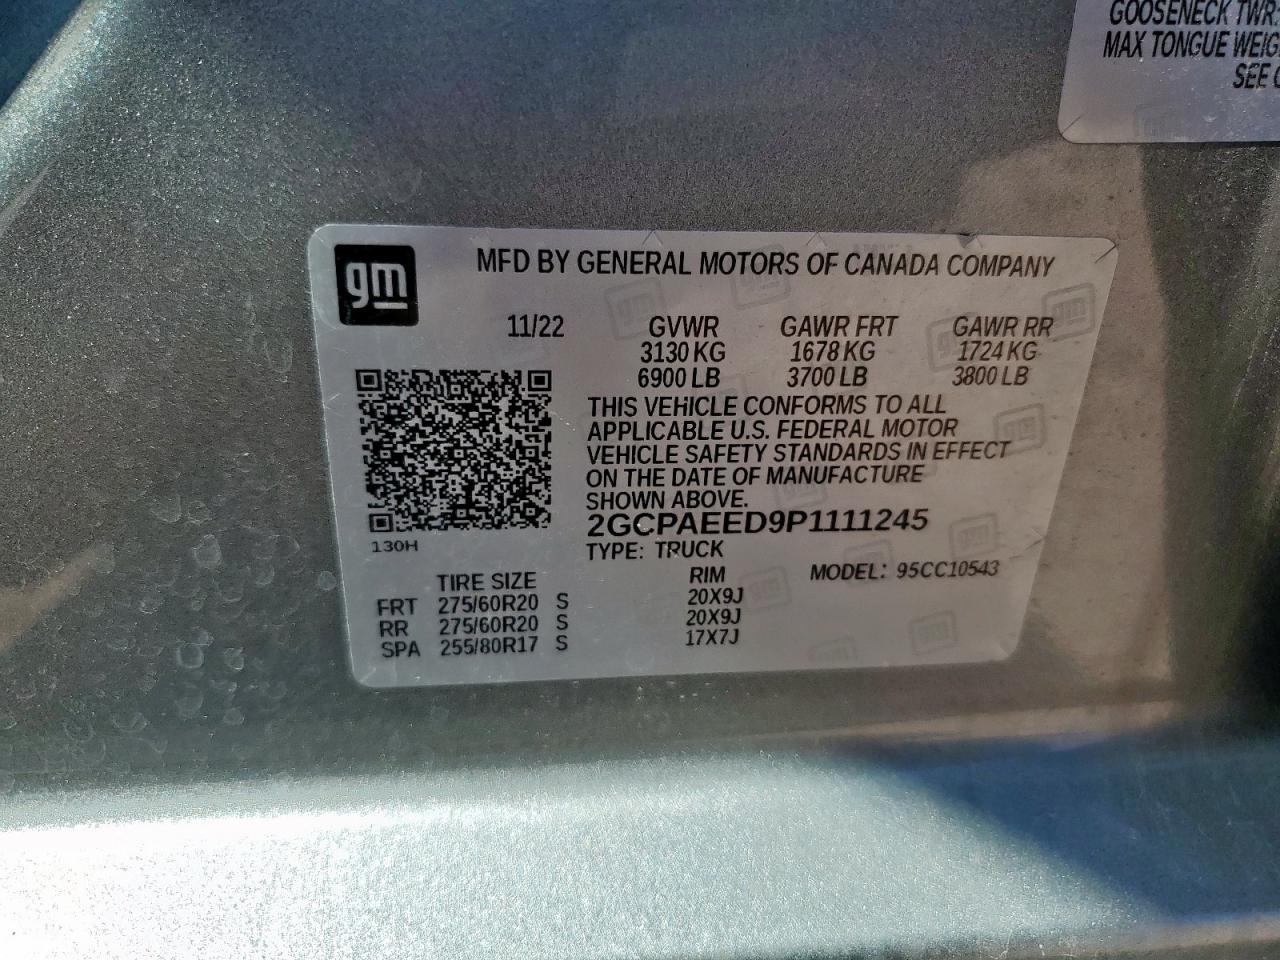 GOOSENECK TWR:
MAX TONGUE
SEE
gm
MFD BY GENERAL MOTORS OF CANADA COMPANY
11/22 GVWR GAWR FRT GAWR RR
3130 KG 1678 KG 1724 KG
6900 LB 3700 LB 3800 LB
THIS VEHICLE CONFORMS TO ALL
APPLICABLE U.S. FEDERAL MOTOR
VEHICLE SAFETY STANDARDS IN EFFECT
ON THE DATE OF MANUFACTURE
SHOWN ABOVE.
2GCPAEED9P1111245
130H
TYPE: TRUCK
TIRE SIZE RIM MODEL: 95CC10543
FRT 275/60R20 S 20X9J
RR 275/60R20 S 20X9J
SPA 255/80R17 S 17X7J